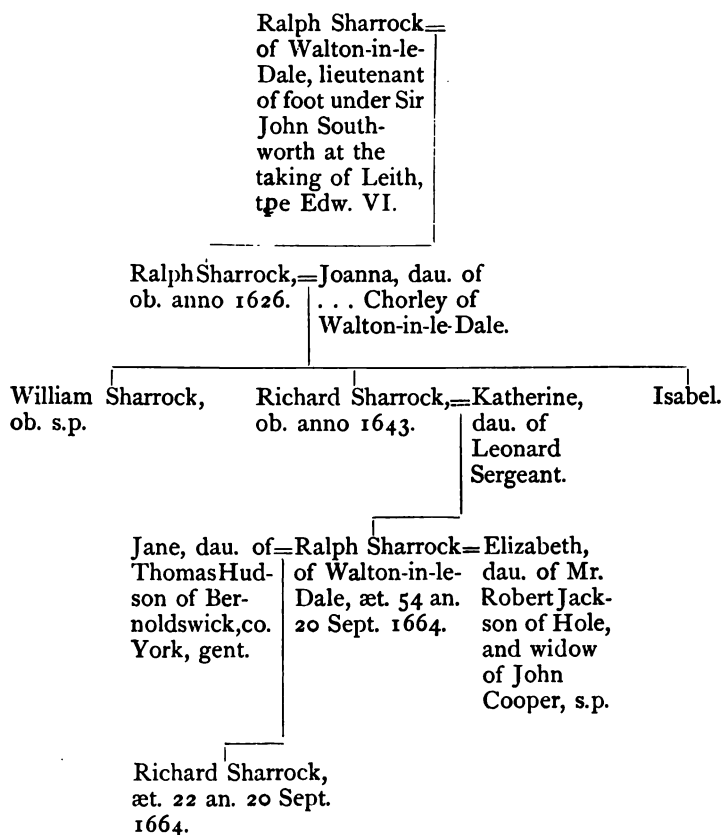 Ralph Sharrock=
of Walton-in-le-
Dale, lieutenant
of foot under Sir
John South-
worth at the
taking of Leith,
tpe Edw. VI.
Ralph Sharrock,=
ob. anno 1626.
Joanna, dau. of
. . . Chorley of
Walton-in-le-Dale.
William Sharrock,
ob. s.p.
Richard Sharrock,=
ob. anno 1643.
Katherine,
dau. of
Leonard
Sergeant.
Isabel.
Jane, dau. of=
Thomas Hud-
son of Ber-
noldswick, co.
York, gent.
Ralph Sharrock=
of Walton-in-le-
Dale, æt. 54 an.
20 Sept. 1664.
Elizabeth,
dau. of Mr.
Robert Jack-
son of Hole,
and widow
of John
Cooper, s.p.
Richard Sharrock,
æt. 22 an. 20 Sept.
1664.